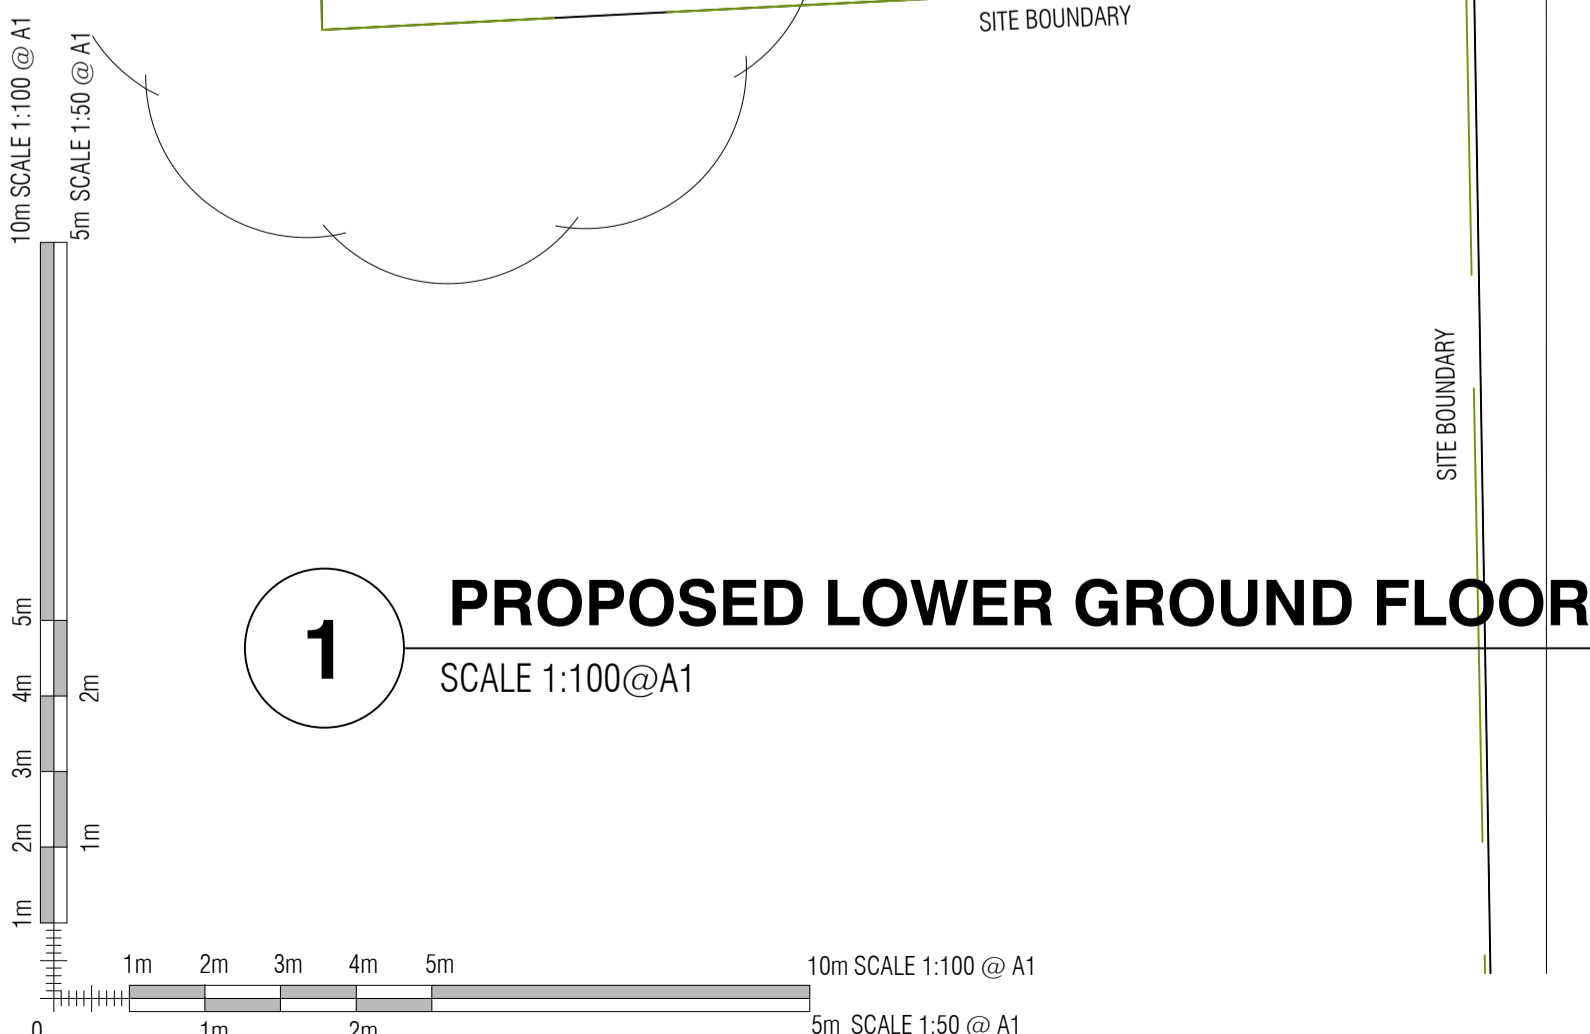 SITE BOUNDARY
10m SCALE 1:100 @ A1
5m SCALE 1:50 @ A1
SITE BOUNDARY
PROPOSED LOWER GROUND FLOOR
1
SCALE 1:100@A1
5m
4m
2m
3m
2m
1m
1m
1m 2m 3m 4m 5m 10m SCALE 1:100 @ A1
0 1m 2m 5m SCALE 1:50 @ A1